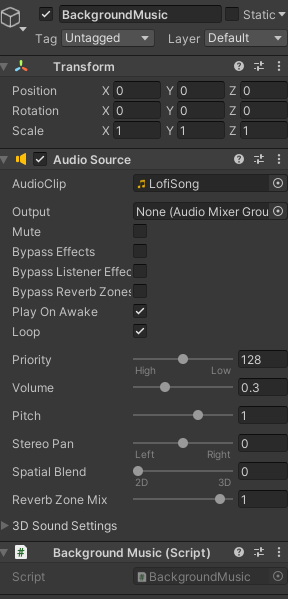 BackgroundMusic Static
Tag Untagged Layer Default
Transform
Position X 0 Y 0 Z 0
Rotation X 0 Y 0 Z 0
Scale X 1 Y 1 Z 1
Audio Source
AudioClip LofiSong
Output None (Audio Mixer Grou
Mute
Bypass Effects
Bypass Listener Effec
Bypass Reverb Zones
Play On Awake
Loop
Priority 128
High Low
Volume 0.3
Pitch 1
Stereo Pan 0
Left Right
Spatial Blend 0
2D 3D
Reverb Zone Mix 1
3D Sound Settings
# Background Music (Script)
Script # BackgroundMusic